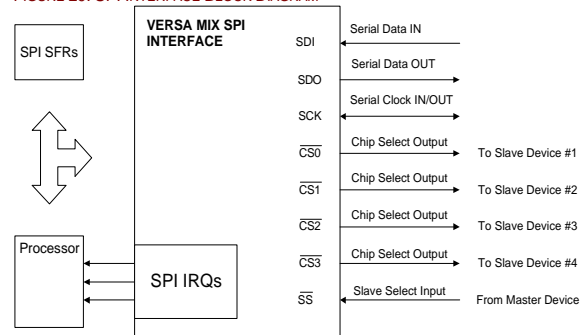 INTERFACE BLOCK DIAGRAM
VERSA MIX SPI
INTERFACE
SPI SFRs
SDI
Serial Data IN
SDO
Serial Data OUT
SCK
Serial Clock IN/OUT
CS0
Chip Select Output
To Slave Device #1
CS1
Chip Select Output
To Slave Device #2
CS2
Chip Select Output
To Slave Device #3
Processor
CS3
Chip Select Output
To Slave Device #4
SPI IRQs
SS
Slave Select Input
From Master Device